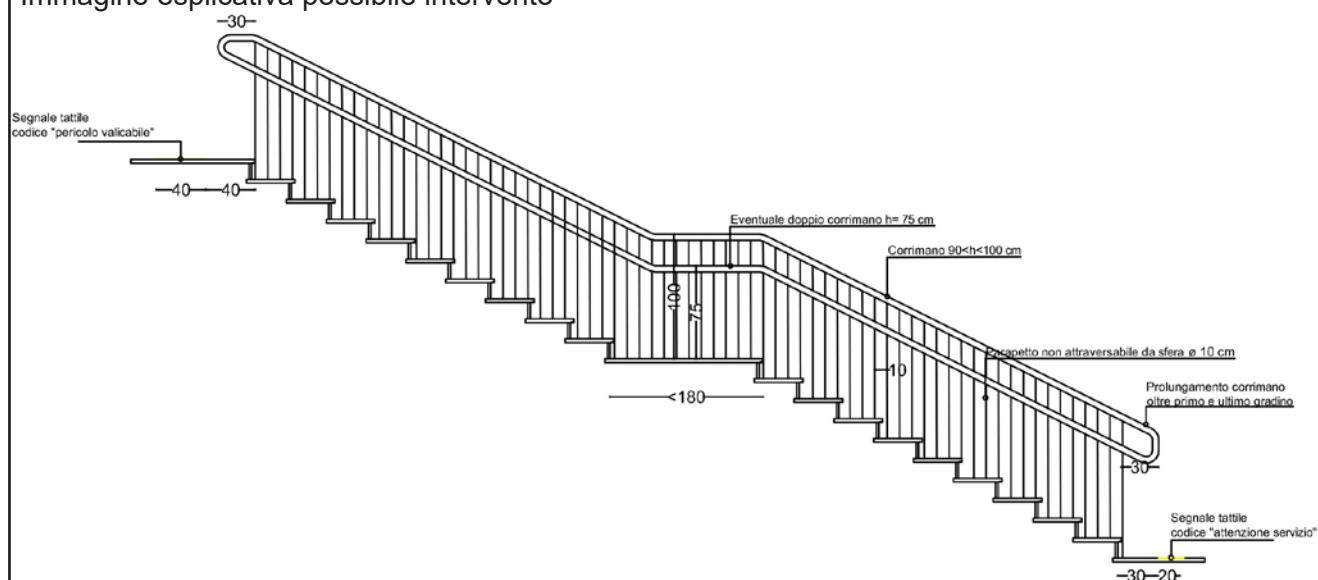 immagine esplicativa possibile intervento
30
Segnale tattile
codice "pericolo valicabile"
40 40
Eventuale doppio corrimano h= 75 cm
Corrimano 90<h<100 cm
100
75
Parapetto non attraversabile da sfera ø 10 cm
10
<180
Prolungamento corrimano
oltre primo e ultimo gradino
30
Segnale tattile
codice "attenzione servizio"
30 20